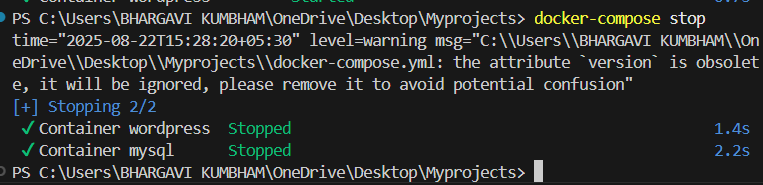 PS C:\Users\BHARGAVI KUMBHAM\OneDrive\Desktop\Myprojects> docker-compose stop
time="2025-08-22T15:28:20+05:30" level=warning msg="C:\\Users\\BHARGAVI KUMBHAM\\On
eDrive\\Desktop\\Myprojects\\docker-compose.yml: the attribute `version` is obsolet
e, it will be ignored, please remove it to avoid potential confusion"
[+] Stopping 2/2
✓ Container wordpress Stopped 1.4s
✓ Container mysql Stopped 2.2s
PS C:\Users\BHARGAVI KUMBHAM\OneDrive\Desktop\Myprojects>